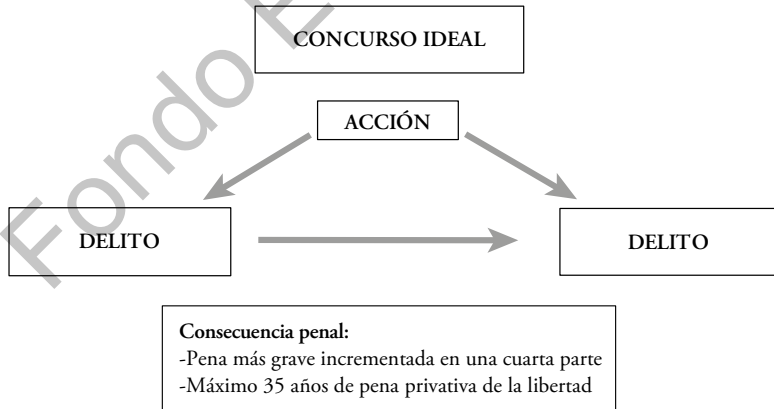 CONCURSO IDEAL
ACCIÓN
DELITO
DELITO
Consecuencia penal:
-Pena más grave incrementada en una cuarta parte
-Máximo 35 años de pena privativa de la libertad
Fondo E